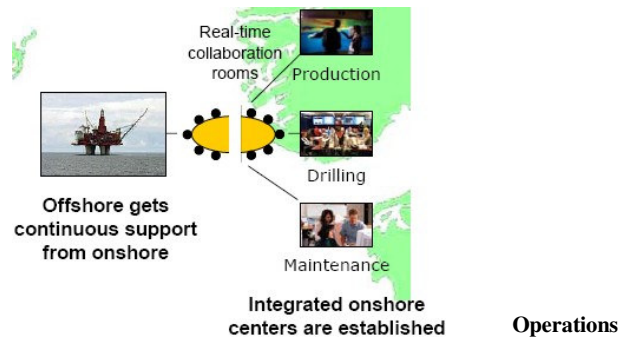 Real-time
collaboration
rooms
Production
Drilling
Offshore gets
continuous support
from onshore
Maintenance
Integrated onshore
centers are established
Operations